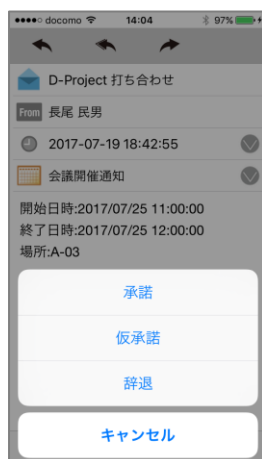 docomo 14:04 97%
D-Project 打ち合わせ
From 長尾 民男
2017-07-19 18:42:55
会議開催通知
開始日時:2017/07/25 11:00:00
終了日時:2017/07/25 12:00:00
場所:A-03
承諾
仮承諾
辞退
キャンセル